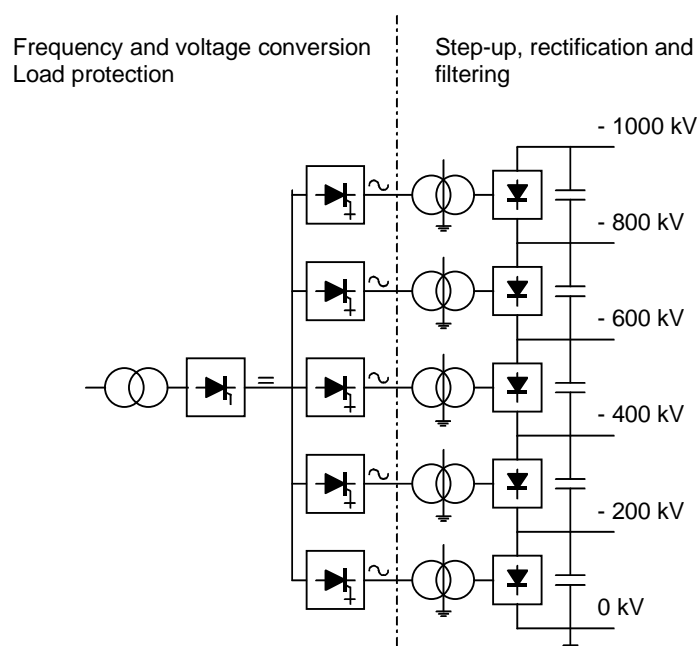 Frequency and voltage conversion
Load protection
Step-up, rectification and
filtering
- 1000 kV
- 800 kV
- 600 kV
- 400 kV
- 200 kV
0 kV